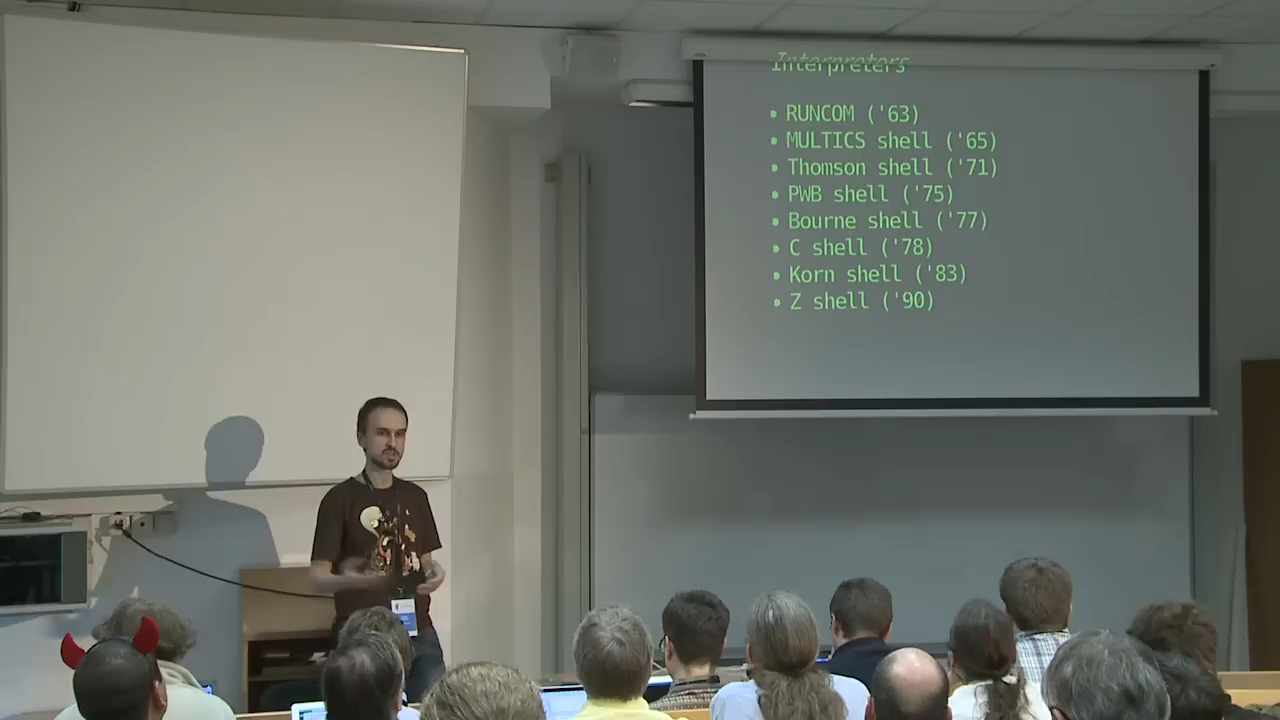 Interpreters
• RUNCOM ('63)
• MULTICS shell ('65)
• Thomson shell ('71)
• PWB shell ('75)
• Bourne shell ('77)
• C shell ('78)
• Korn shell ('83)
• Z shell ('90)